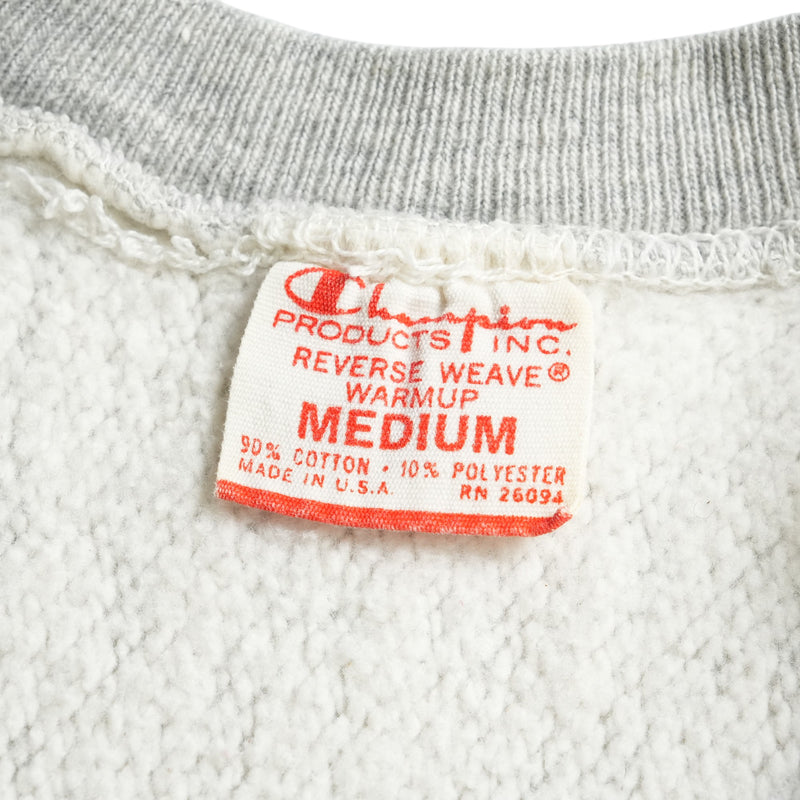 Champion
PRODUCTS INC.
REVERSE WEAVE®
WARMUP
MEDIUM
90% COTTON · 10% POLYESTER
MADE IN U.S.A. RN 26094